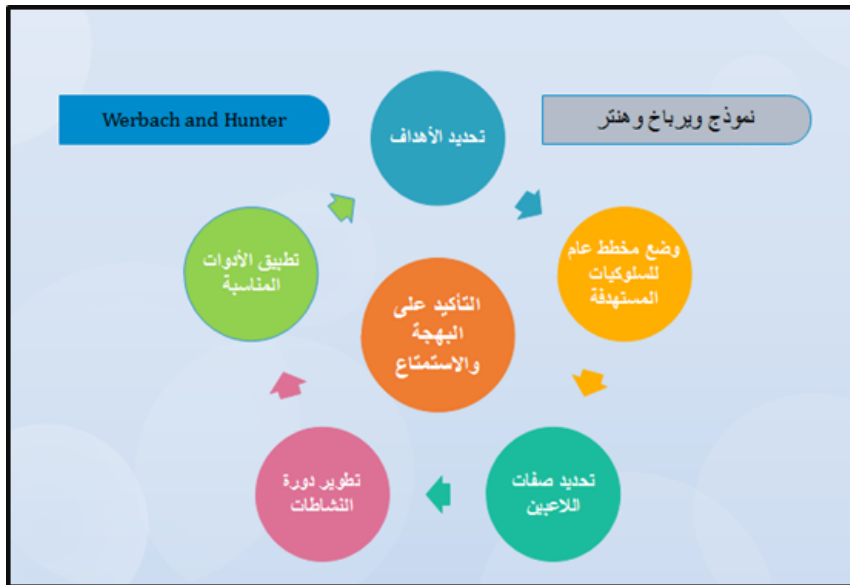 نموذج ويرباخ وهنتر
Werbach and Hunter
تحديد الأهداف
وضع مخطط عام
للسلوكيات
المستهدفة
تحديد صفات
اللاعبين
تطوير دورة
النشاطات
تطبيق الأدوات
المناسبة
التأكيد على
البهجة
والاستمتاع